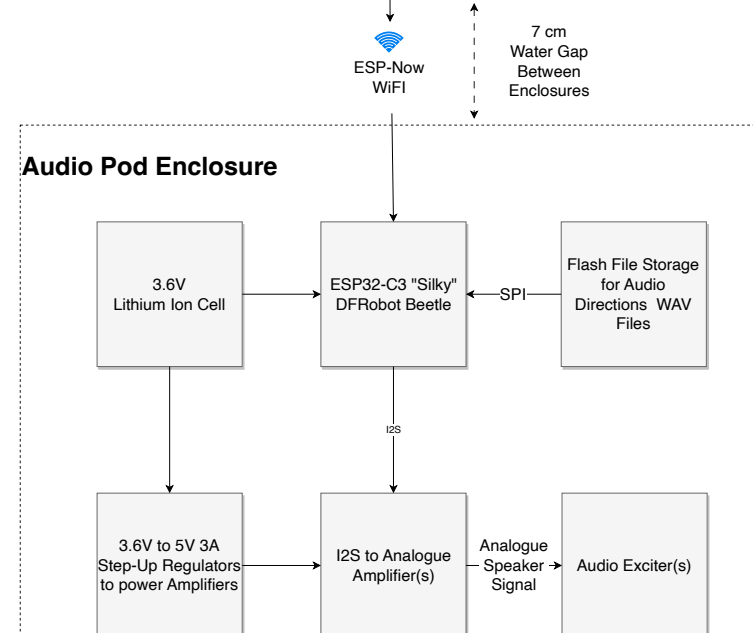 7 cm
Water Gap
Between
Enclosures
ESP-Now
WiFI
Audio Pod Enclosure
3.6V
Lithium Ion Cell
ESP32-C3 "Silky"
DFRobot Beetle
SPI
Flash File Storage
for Audio
Directions WAV
Files
I2S
3.6V to 5V 3A
Step-Up Regulators
to power Amplifiers
I2S to Analogue
Amplifier(s)
Analogue
Speaker
Signal
Audio Exciter(s)